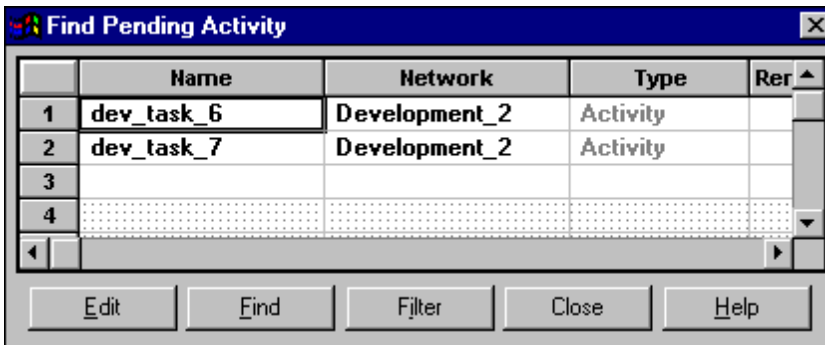 Find Pending Activity
Name Network Type Rer
1 dev_task_6 Development_2 Activity
2 dev_task_7 Development_2 Activity
3
4
Edit Find Filter Close Help